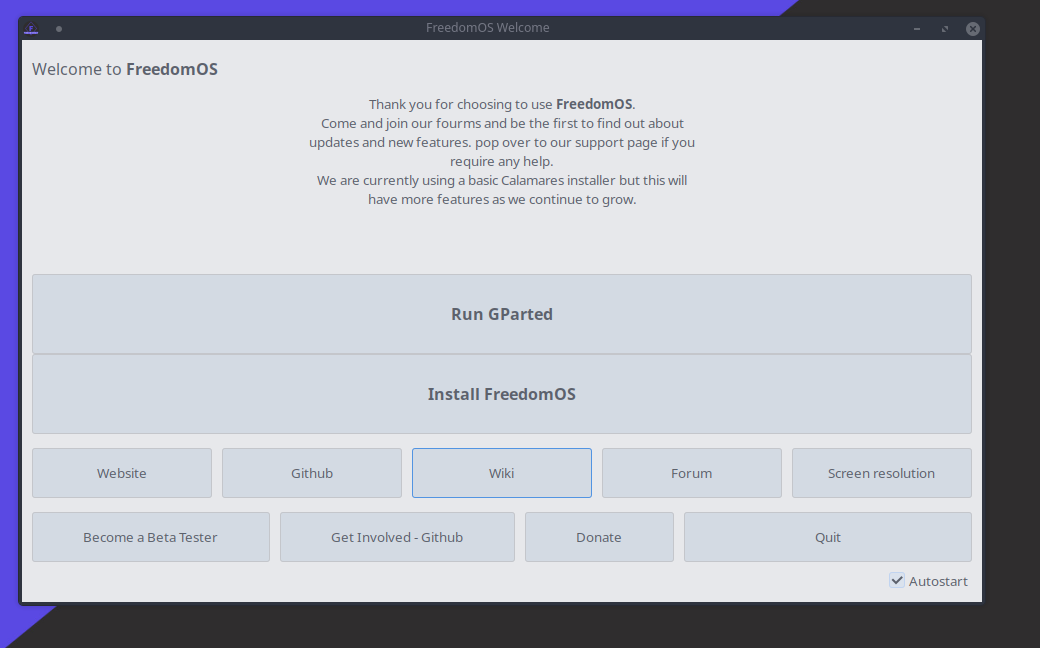 FreedomOS Welcome
Welcome to FreedomOS
Thank you for choosing to use FreedomOS.
Come and join our fourms and be the first to find out about
updates and new features. pop over to our support page if you
require any help.
We are currently using a basic Calamares installer but this will
have more features as we continue to grow.
Run GParted
Install FreedomOS
Website
Github
Wiki
Forum
Screen resolution
Become a Beta Tester
Get Involved - Github
Donate
Quit
Autostart